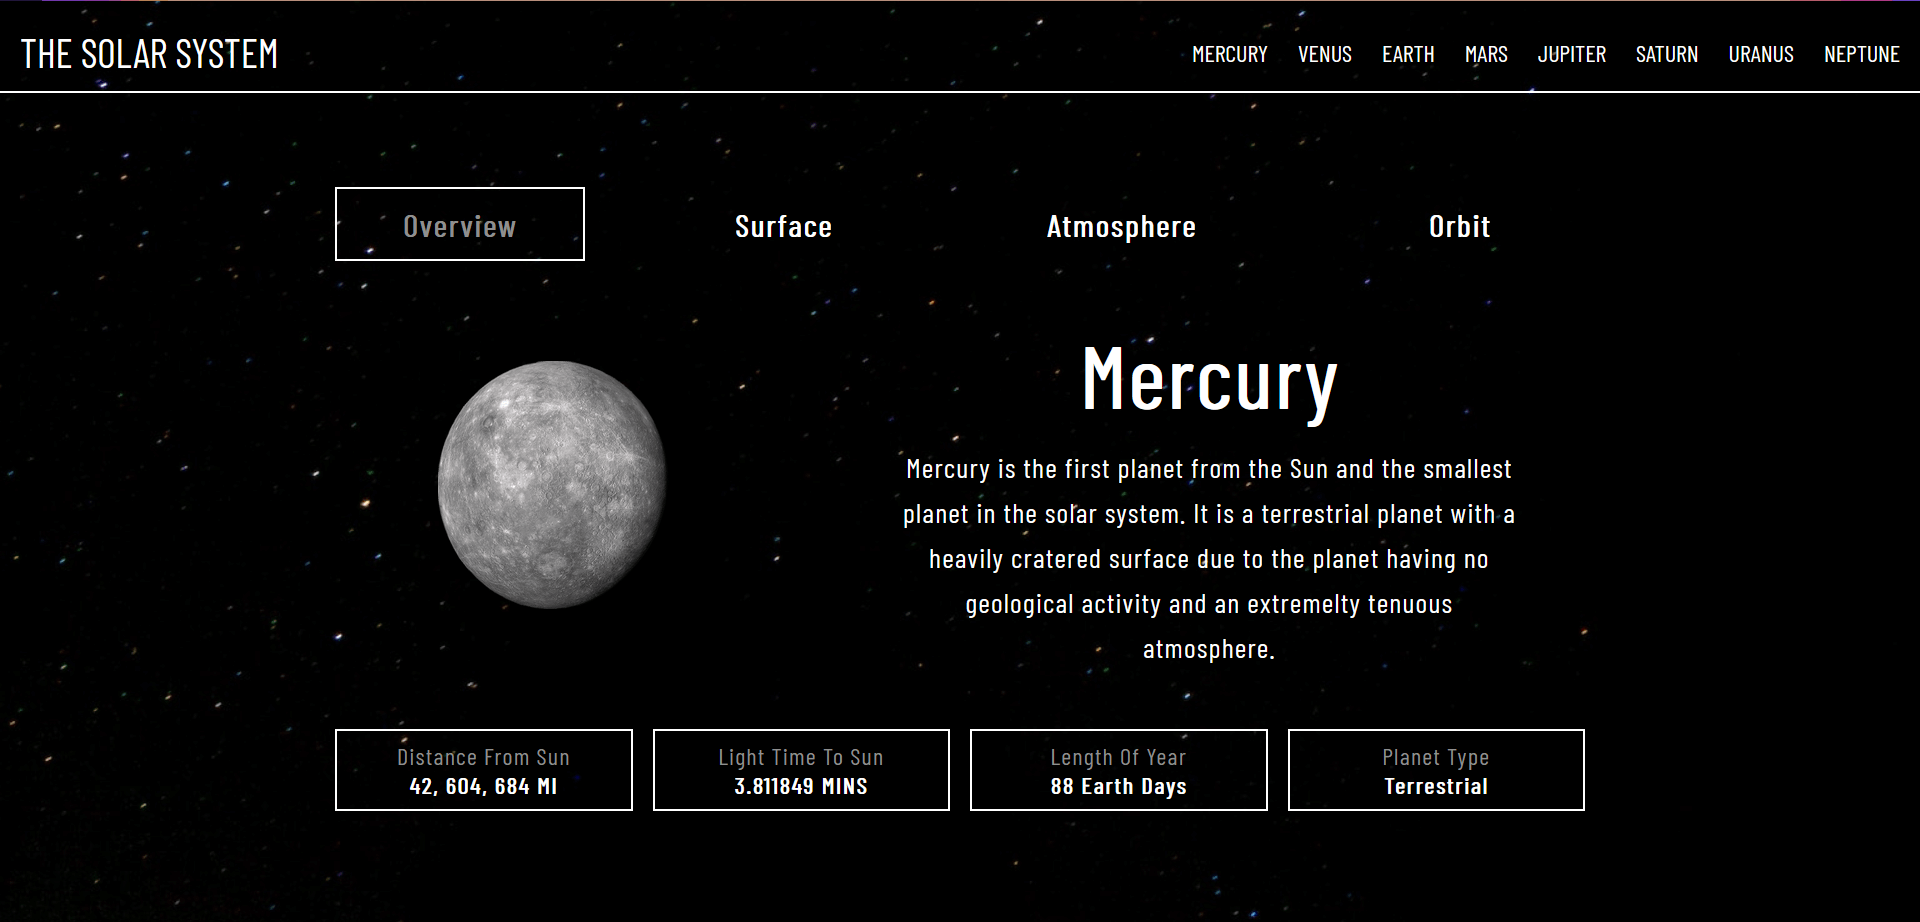 THE SOLAR SYSTEM
MERCURY VENUS EARTH MARS JUPITER SATURN URANUS NEPTUNE
Overview Surface Atmosphere Orbit
Mercury
Mercury is the first planet from the Sun and the smallest
planet in the solar system. It is a terrestrial planet with a
heavily cratered surface due to the planet having no
geological activity and an extremelty tenuous
atmosphere.
Distance From Sun
42, 604, 684 MI
Light Time To Sun
3.811849 MINS
Length Of Year
88 Earth Days
Planet Type
Terrestrial